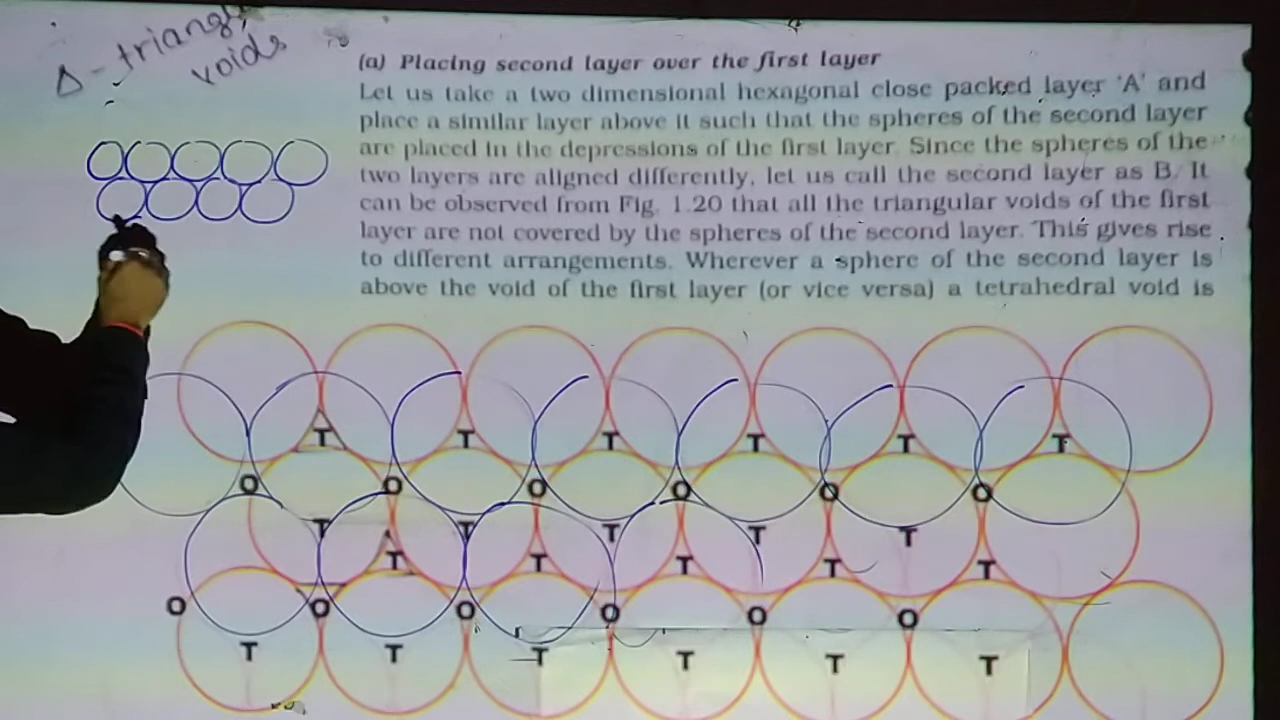 Δ - triangl
voids
(a) Placing second layer over the first layer
Let us take a two dimensional hexagonal close packed layer 'A' and
place a similar layer above it such that the spheres of the second layer
are placed in the depressions of the first layer. Since the spheres of the
two layers are aligned differently, let us call the second layer as B. It
can be observed from Fig. 1.20 that all the triangular voids of the first
layer are not covered by the spheres of the second layer. This gives rise
to different arrangements. Wherever a sphere of the second layer is
above the void of the first layer (or vice versa) a tetrahedral void is
T T T T T T
O O O O O O
T T T T T
T T T T T
O O O O O O
T T T T T T